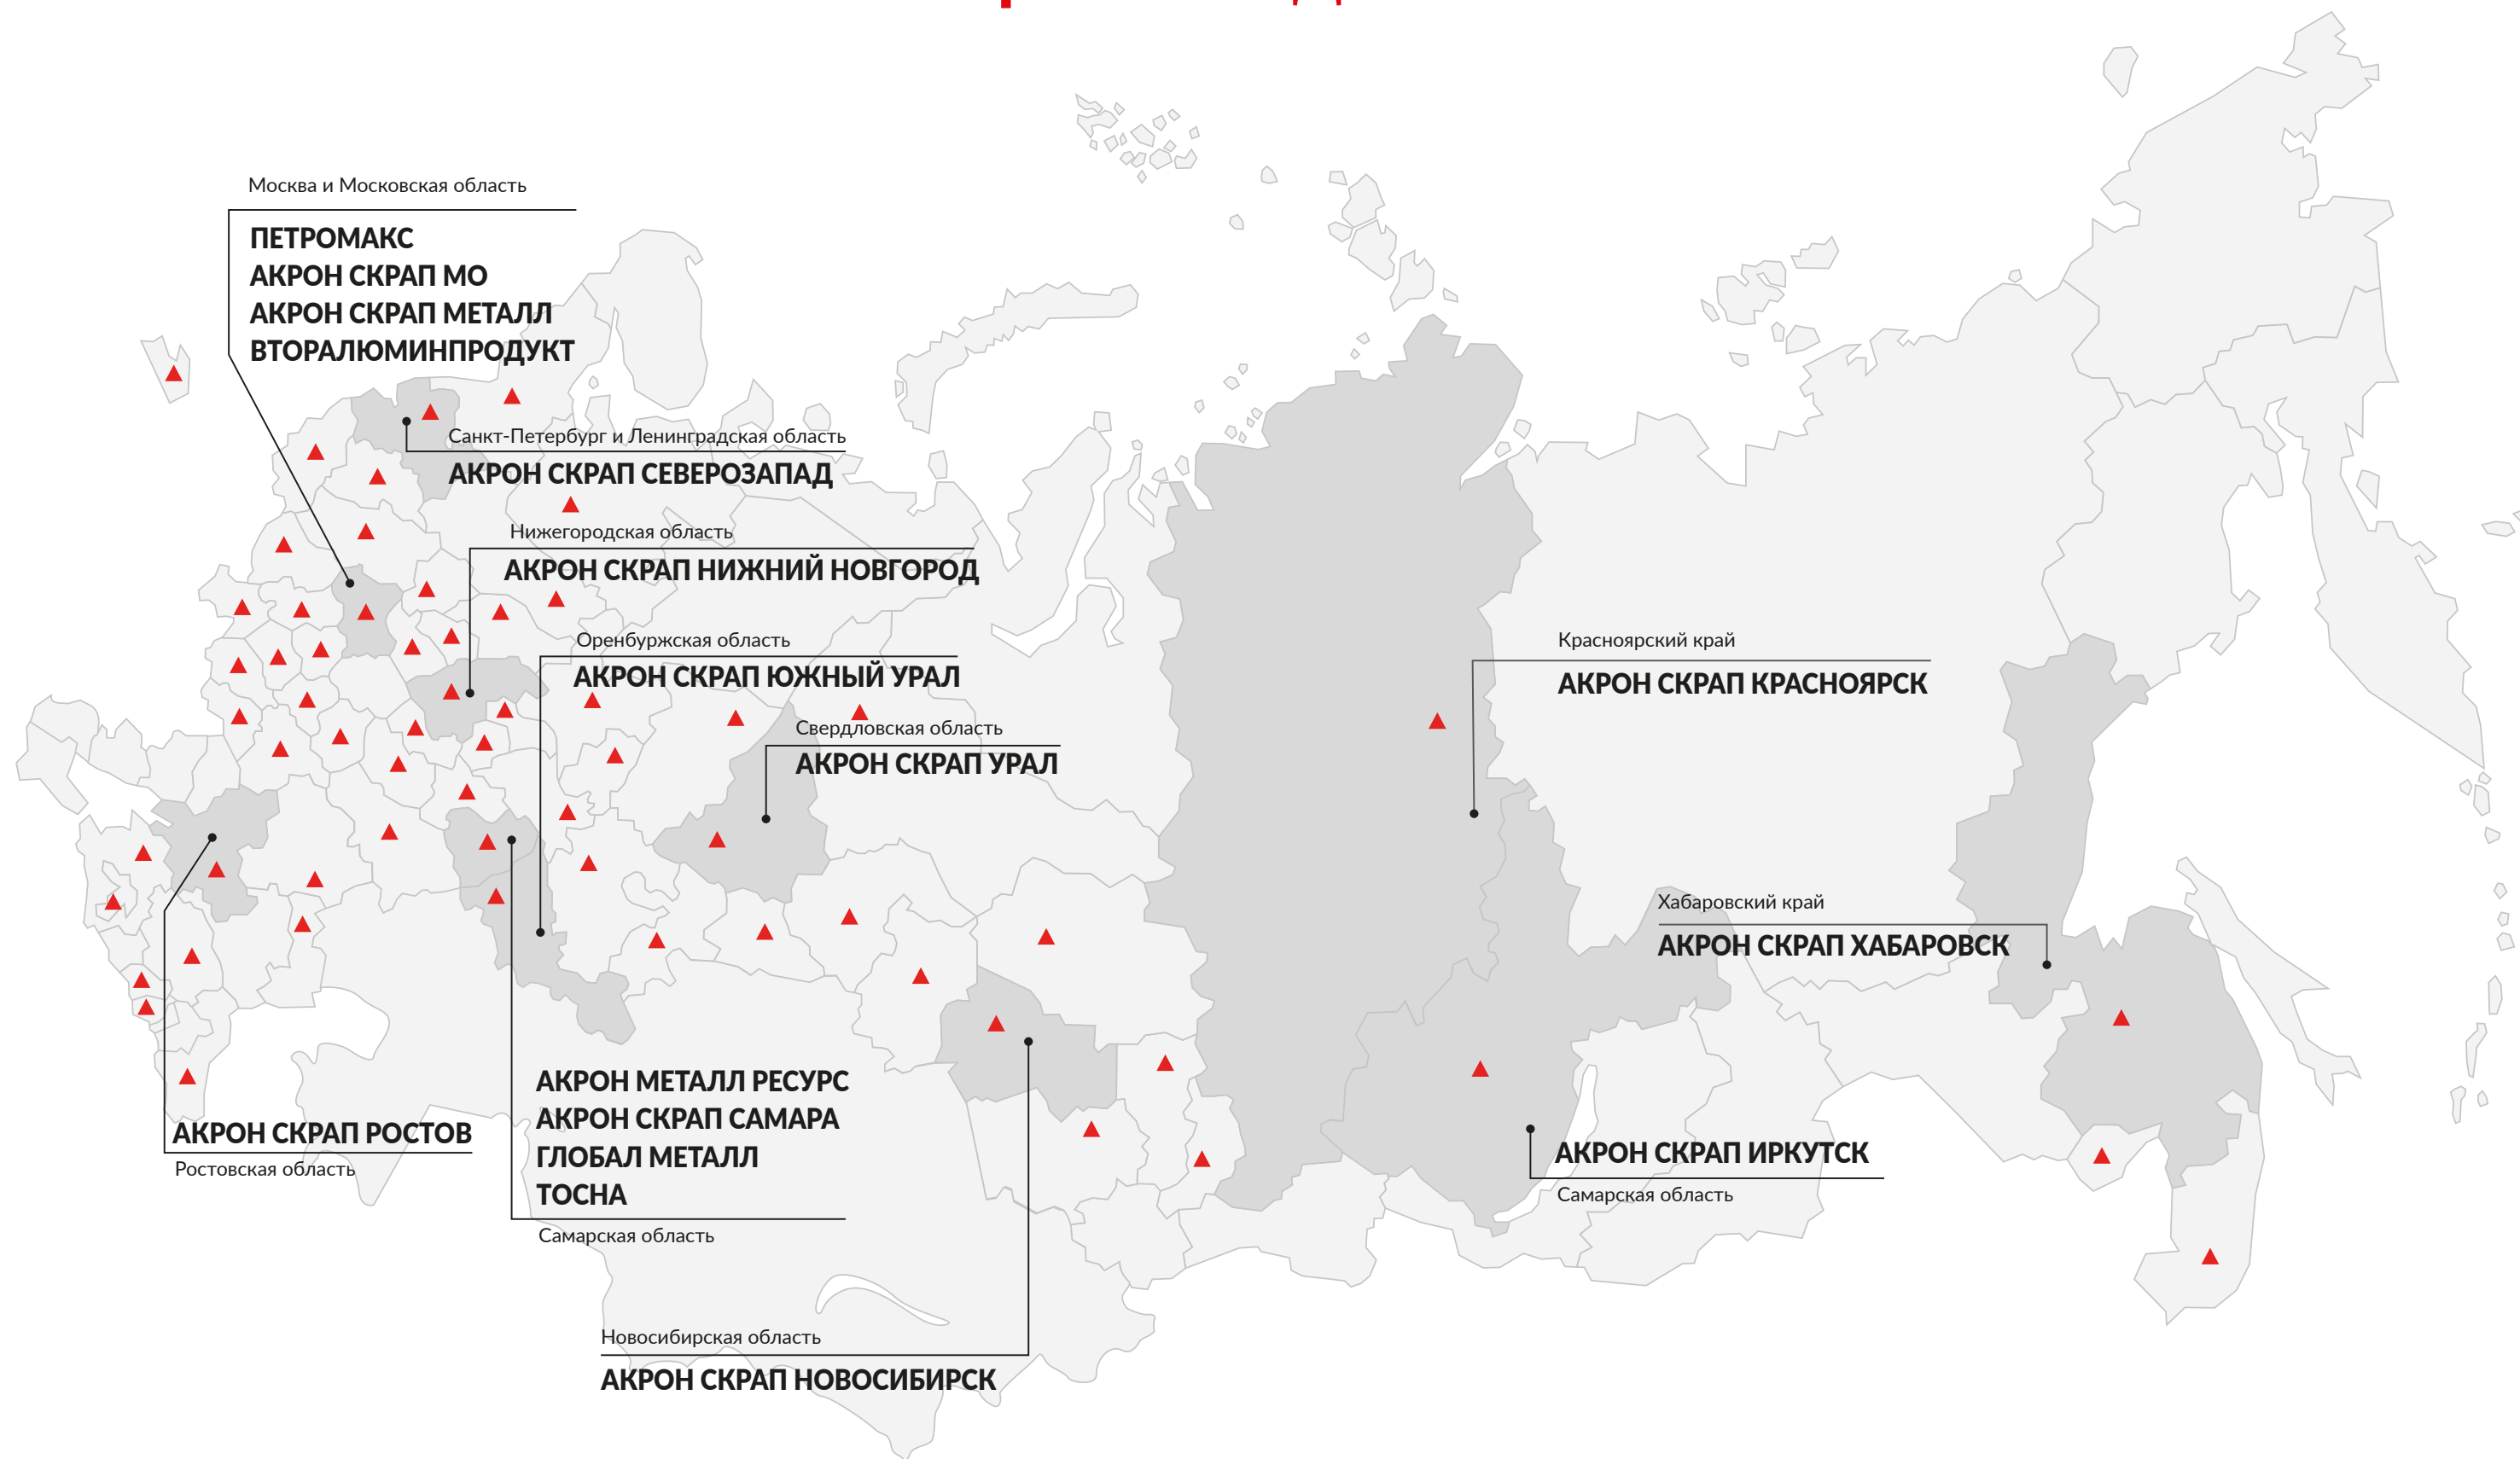 Москва и Московская область
ПЕТРОМАКС
АКРОН СКРАП МО
АКРОН СКРАП МЕТАЛЛ
ВТОРАЛЮМИНПРОДУКТ
Санкт-Петербург и Ленинградская область
АКРОН СКРАП СЕВЕРОЗАПАД
Нижегородская область
АКРОН СКРАП НИЖНИЙ НОВГОРОД
Оренбуржская область
АКРОН СКРАП ЮЖНЫЙ УРАЛ
Свердловская область
АКРОН СКРАП УРАЛ
Красноярский край
АКРОН СКРАП КРАСНОЯРСК
Хабаровский край
АКРОН СКРАП ХАБАРОВСК
АКРОН СКРАП РОСТОВ
Ростовская область
АКРОН МЕТАЛЛ РЕСУРС
АКРОН СКРАП САМАРА
ГЛОБАЛ МЕТАЛЛ
ТОСНА
Самарская область
АКРОН СКРАП ИРКУТСК
Самарская область
Новосибирская область
АКРОН СКРАП НОВОСИБИРСК